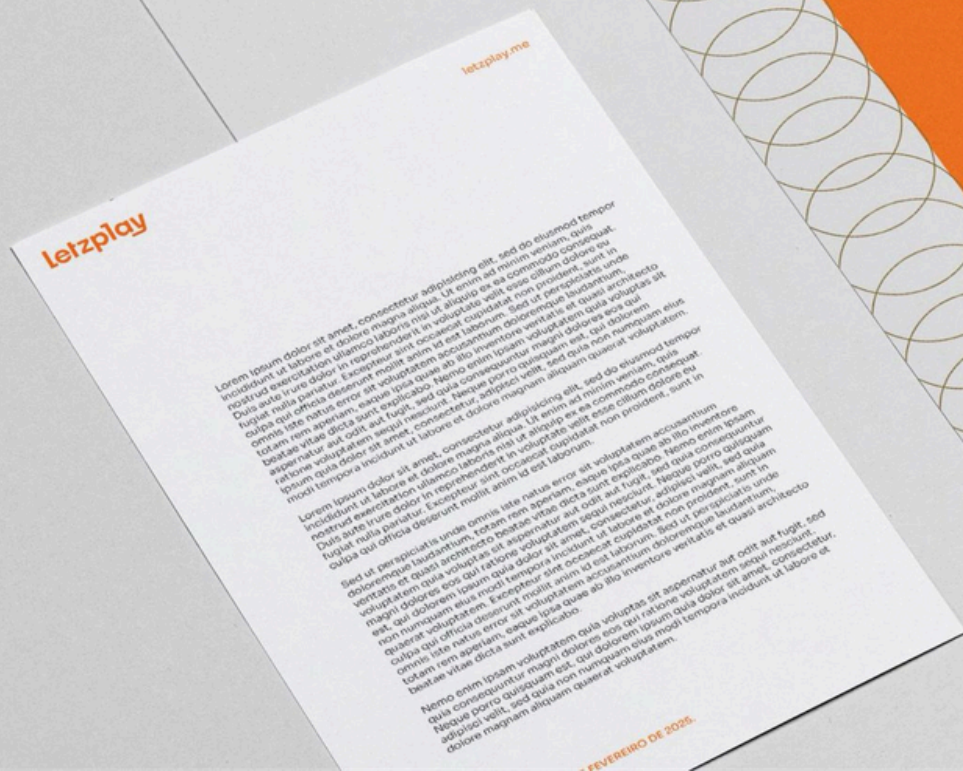 letzplay.me
letzplay
Lorem ipsum dolor sit amet, consectetur adipisicing elit, sed do eiusmod tempor
incididunt ut labore et dolore magna aliqua. Ut enim ad minim veniam, quis
nostrud exercitation ullamco laboris nisi ut aliquip ex ea commodo consequat.
Duis aute irure dolor in reprehenderit in voluptate velit esse cillum dolore eu
fugiat nulla pariatur. Excepteur sint occaecat cupidatat non proident, sunt in
culpa qui officia deserunt mollit anim id est laborum. Sed ut perspiciatis unde
omnis iste natus error sit voluptatem accusantium doloremque laudantium,
totam rem aperiam, eaque ipsa quae ab illo inventore veritatis et quasi architecto
beatae vitae dicta sunt explicabo. Nemo enim ipsam voluptatem quia voluptas sit
aspernatur aut odit aut fugit, sed quia consequuntur magni dolores eos qui
ratione voluptatem sequi nesciunt. Neque porro quisquam est, qui dolorem
ipsum quia dolor sit amet, consectetur, adipisci velit, sed quia non numquam eius
modi tempora incidunt ut labore et dolore magnam aliquam quaerat voluptatem.
Lorem ipsum dolor sit amet, consectetur adipisicing elit, sed do eiusmod tempor
incididunt ut labore et dolore magna aliqua. Ut enim ad minim veniam, quis
nostrud exercitation ullamco laboris nisi ut aliquip ex ea commodo consequat.
Duis aute irure dolor in reprehenderit in voluptate velit esse cillum dolore eu
fugiat nulla pariatur. Excepteur sint occaecat cupidatat non proident, sunt in
culpa qui officia deserunt mollit anim id est laborum.
Sed ut perspiciatis unde omnis iste natus error sit voluptatem accusantium
doloremque laudantium, totam rem aperiam, eaque ipsa quae ab illo inventore
veritatis et quasi architecto beatae vitae dicta sunt explicabo. Nemo enim ipsam
voluptatem quia voluptas sit aspernatur aut odit aut fugit, sed quia consequuntur
magni dolores eos qui ratione voluptatem sequi nesciunt. Neque porro quisquam
est, qui dolorem ipsum quia dolor sit amet, consectetur, adipisci velit, sed quia
non numquam eius modi tempora incidunt ut labore et dolore magnam aliquam
quaerat voluptatem. Excepteur sint occaecat cupidatat non proident, sunt in
culpa qui officia deserunt mollit anim id est laborum. Sed ut perspiciatis unde
omnis iste natus error sit voluptatem accusantium doloremque laudantium,
totam rem aperiam, eaque ipsa quae ab illo inventore veritatis et quasi architecto
beatae vitae dicta sunt explicabo.
Nemo enim ipsam voluptatem quia voluptas sit aspernatur aut odit aut fugit, sed
quia consequuntur magni dolores eos qui ratione voluptatem sequi nesciunt.
Neque porro quisquam est, qui dolorem ipsum quia dolor sit amet, consectetur,
adipisci velit, sed quia non numquam eius modi tempora incidunt ut labore et
dolore magnam aliquam quaerat voluptatem.
FEVEREIRO DE 2025.